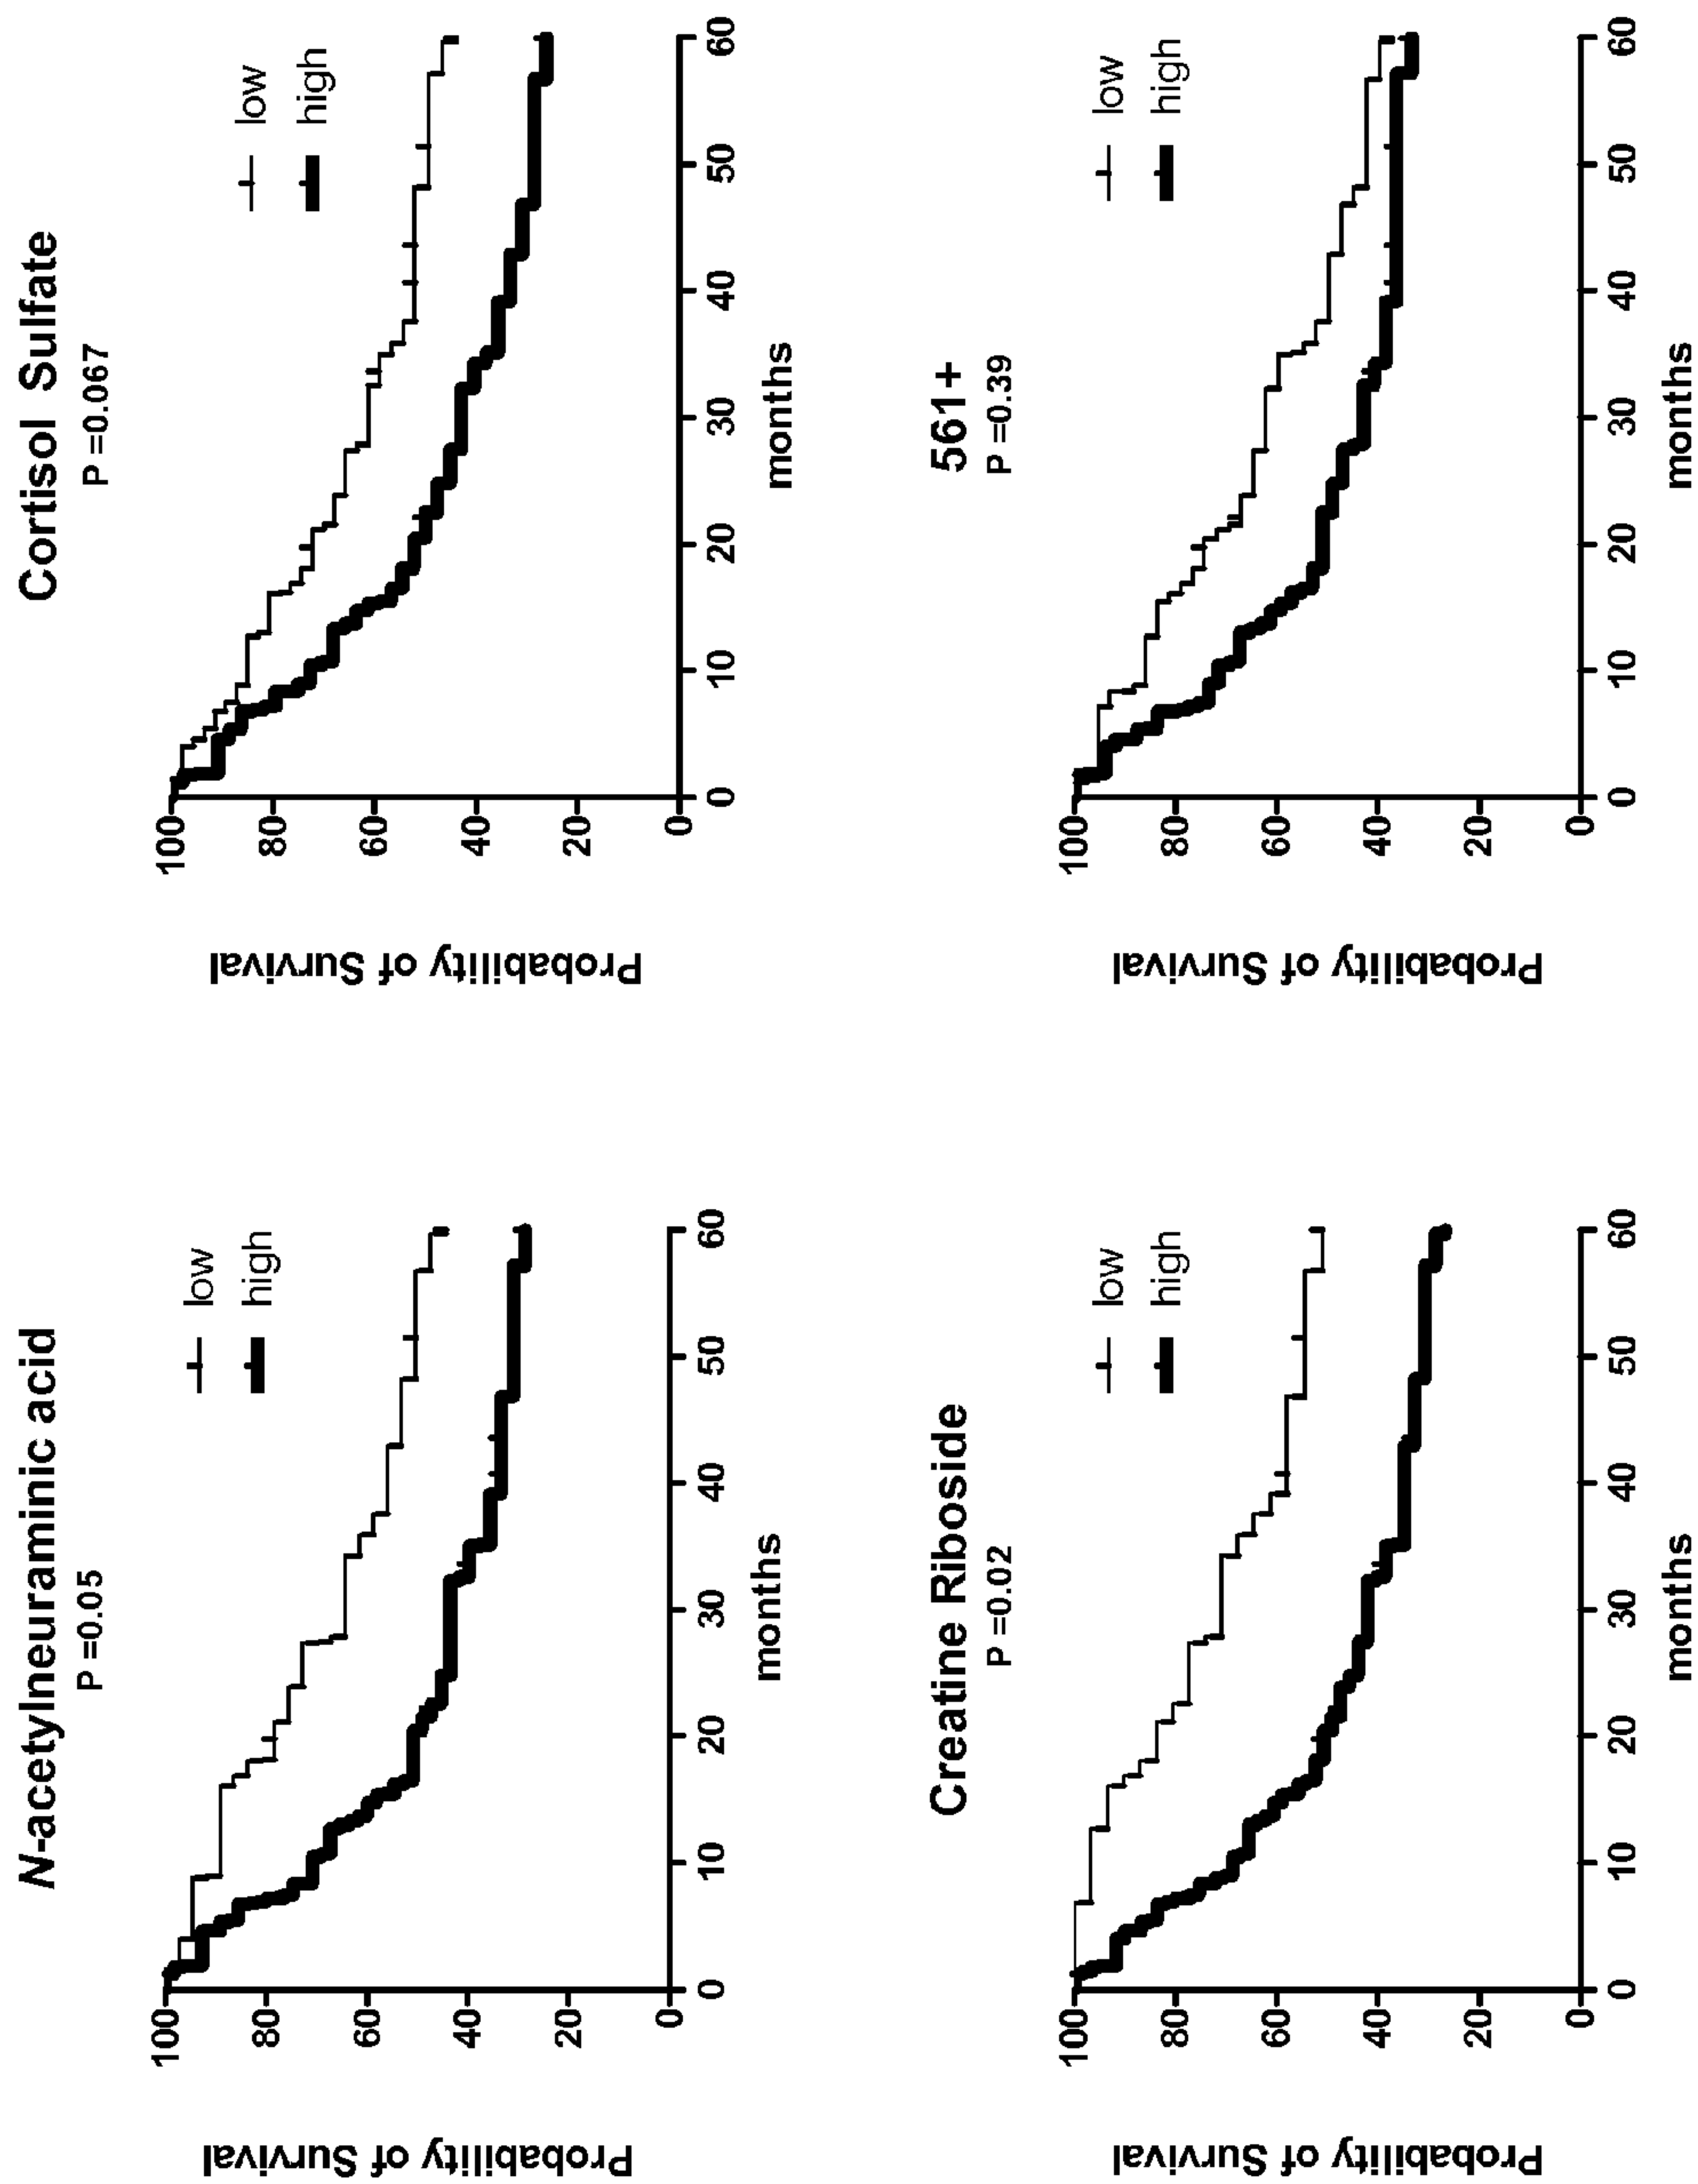 N-acetylneuraminic acid
P =0.05
low
high
100
80
60
40
20
0
0 10 20 30 40 50 60
months
Probability of Survival
Cortisol Sulfate
P =0.067
low
high
100
80
60
40
20
0
0 10 20 30 40 50 60
months
Probability of Survival
Creatine Riboside
P =0.02
low
high
100
80
60
40
20
0
0 10 20 30 40 50 60
months
Probability of Survival
561+
P =0.39
low
high
100
80
60
40
20
0
0 10 20 30 40 50 60
months
Probability of Survival